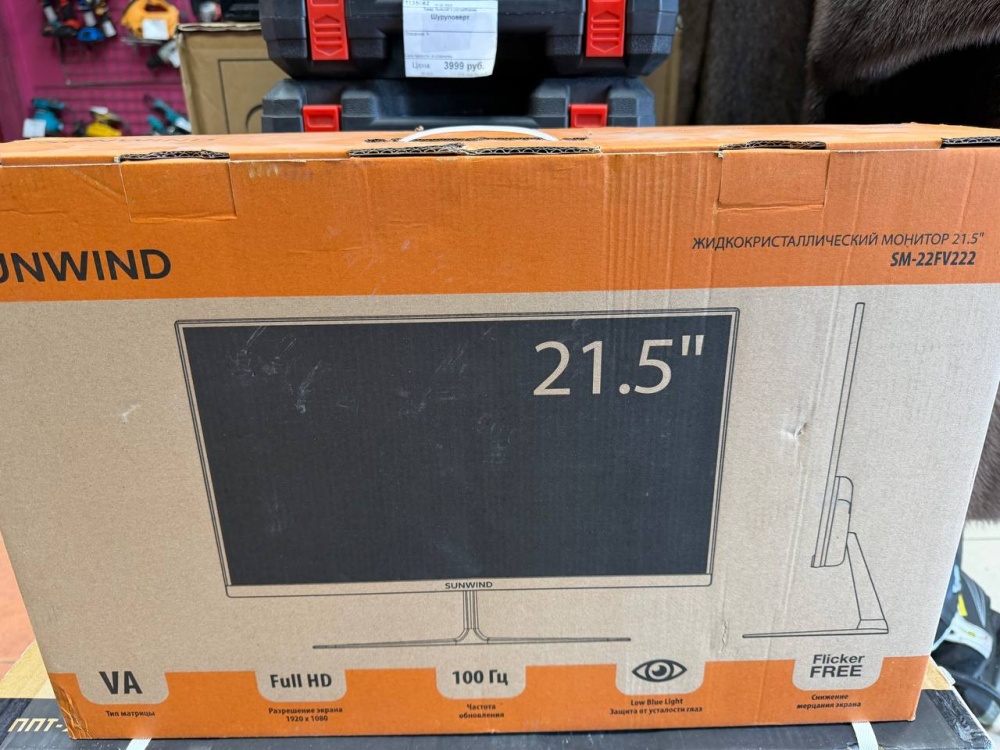 Шуруповерт
Цена 3999 руб.
UNWIND
ЖИДКОКРИСТАЛЛИЧЕСКИЙ МОНИТОР 21.5"
SM-22FV222
21.5"
SUNWIND
VA
Тип матрицы
Full HD
Разрешение экрана
1920 x 1080
100 Гц
Частота
обновления
Low Blue Light
Защита от усталости глаз
Flicker
FREE
Снижение
мерцания экрана
ППТ-